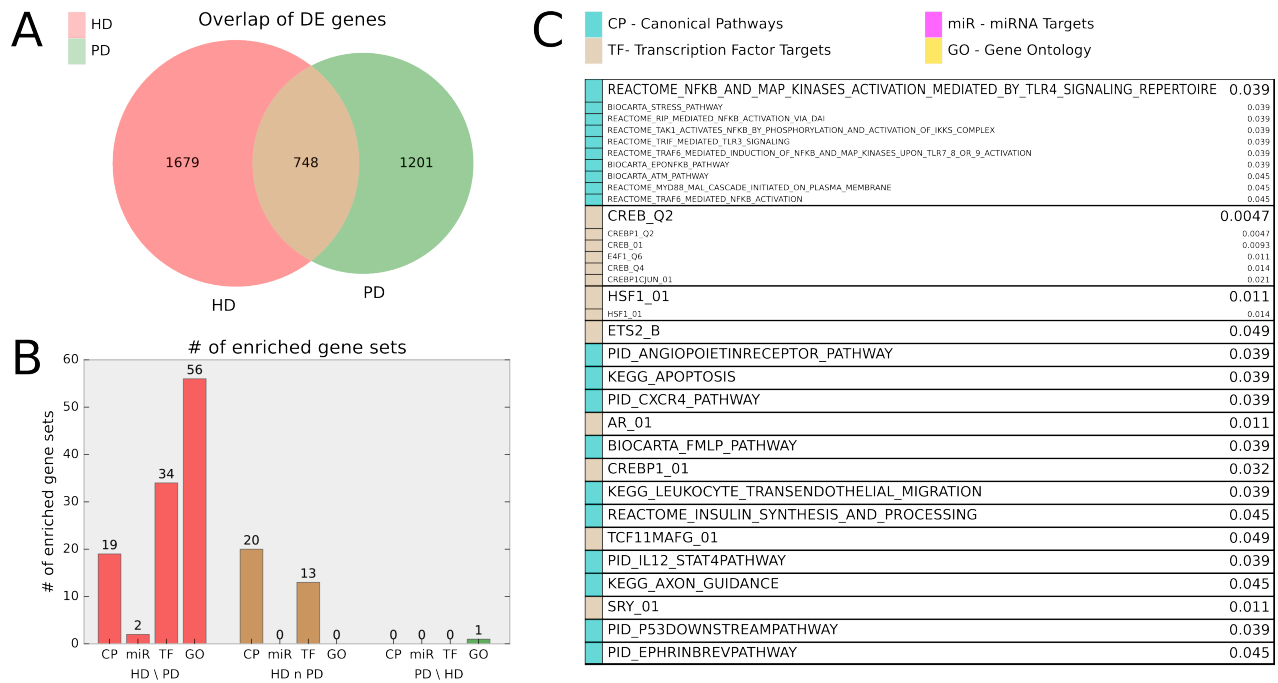 A
Overlap of DE genes
HD
PD
1679
748
1201
HD
PD
B
# of enriched gene sets
# of enriched gene sets
60
50
40
30
20
10
0
19
2
34
56
20
0
13
0
0
0
0
1
CP miR TF GO
CP miR TF GO
CP miR TF GO
HD \ PD
HD n PD
PD \ HD
C
CP - Canonical Pathways
miR - miRNA Targets
TF- Transcription Factor Targets
GO - Gene Ontology
REACTOME_NFKB_AND_MAP_KINASES_ACTIVATION_MEDIATED_BY_TLR4_SIGNALING_REPERTOIRE 0.039
BIOCARTA_STRESS_PATHWAY 0.039
REACTOME_RIP_MEDIATED_NFKB_ACTIVATION_VIA_DAI 0.039
REACTOME_TAK1_ACTIVATES_NFKB_BY_PHOSPHORYLATION_AND_ACTIVATION_OF_IKKS_COMPLEX 0.039
REACTOME_TRIF_MEDIATED_TLR3_SIGNALING 0.039
REACTOME_TRAF6_MEDIATED_INDUCTION_OF_NFKB_AND_MAP_KINASES_UPON_TLR7_8_OR_9_ACTIVATION 0.039
BIOCARTA_EPONFKB_PATHWAY 0.039
BIOCARTA_ATM_PATHWAY 0.045
REACTOME_MYD88_MAL_CASCADE_INITIATED_ON_PLASMA_MEMBRANE 0.045
REACTOME_TRAF6_MEDIATED_NFKB_ACTIVATION 0.045
CREB_Q2 0.0047
CREBP1_Q2 0.0047
CREB_01 0.0093
E4F1_Q6 0.011
CREB_Q4 0.014
CREBP1CJUN_01 0.021
HSF1_01 0.011
HSF1_01 0.014
ETS2_B 0.049
PID_ANGIOPOIETINRECEPTOR_PATHWAY 0.039
KEGG_APOPTOSIS 0.039
PID_CXCR4_PATHWAY 0.039
AR_01 0.011
BIOCARTA_FMLP_PATHWAY 0.039
CREBP1_01 0.032
KEGG_LEUKOCYTE_TRANSENDOTHELIAL_MIGRATION 0.039
REACTOME_INSULIN_SYNTHESIS_AND_PROCESSING 0.045
TCF11MAFG_01 0.049
PID_IL12_STAT4PATHWAY 0.039
KEGG_AXON_GUIDANCE 0.045
SRY_01 0.011
PID_P53DOWNSTREAMPATHWAY 0.039
PID_EPHRINBREVPATHWAY 0.045